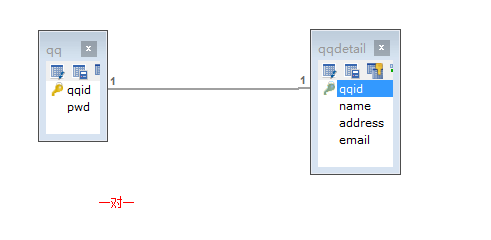 qq
qqid
pwd
1
1
qqdetail
qqid
name
address
email
一对一